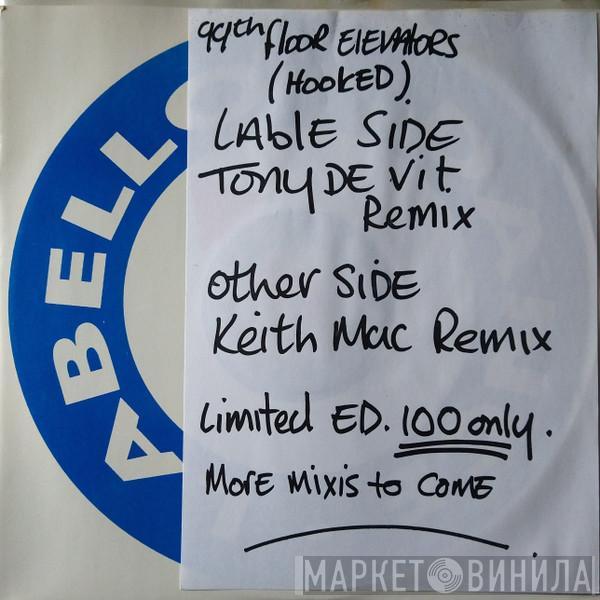 99th floor ELEVATORS
(HOOKED)
LABLE SIDE
TONY DE Vit
Remix
other SIDE
Keith Mac Remix
Limited ED. 100 only.
More mixis to COME
ABELL
МАРКЕТ ВИНИЛА